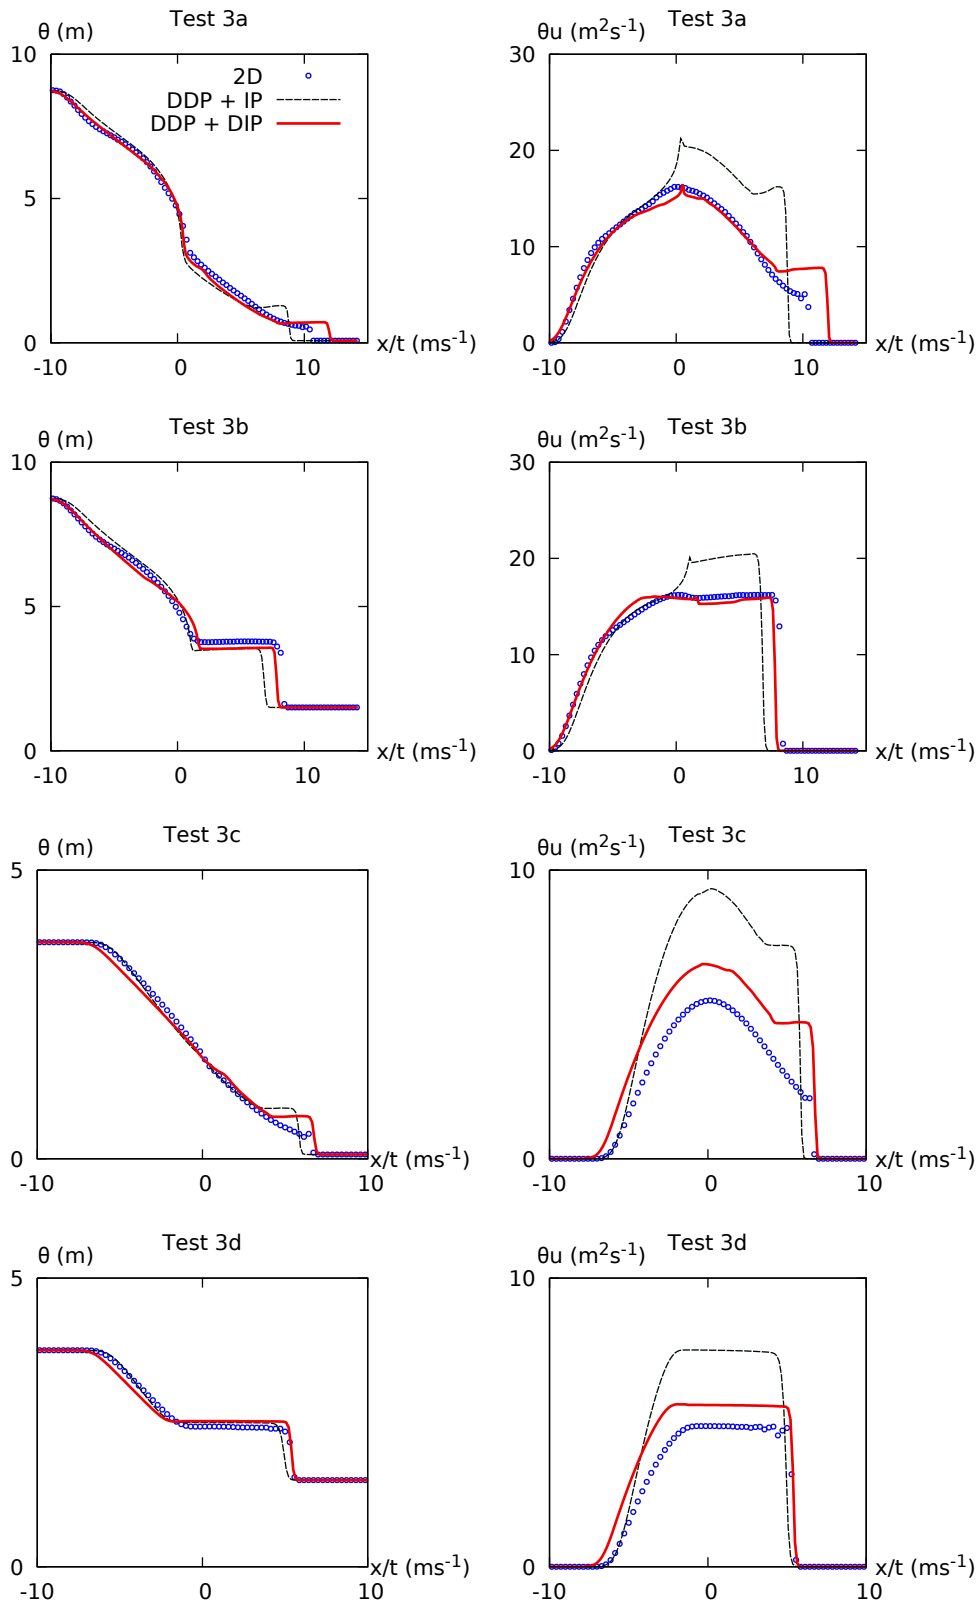 Test 3a
θ (m)
10
5
0
-10
0
10
x/t (ms⁻¹)
2D
DDP + IP
DDP + DIP
Test 3a
θu (m²s⁻¹)
30
20
10
0
-10
0
10
x/t (ms⁻¹)
Test 3b
θ (m)
10
5
0
-10
0
10
x/t (ms⁻¹)
Test 3b
θu (m²s⁻¹)
30
20
10
0
-10
0
10
x/t (ms⁻¹)
Test 3c
θ (m)
5
0
-10
0
10
x/t (ms⁻¹)
Test 3c
θu (m²s⁻¹)
10
0
-10
0
10
x/t (ms⁻¹)
Test 3d
θ (m)
5
0
-10
0
10
x/t (ms⁻¹)
Test 3d
θu (m²s⁻¹)
10
0
-10
0
10
x/t (ms⁻¹)